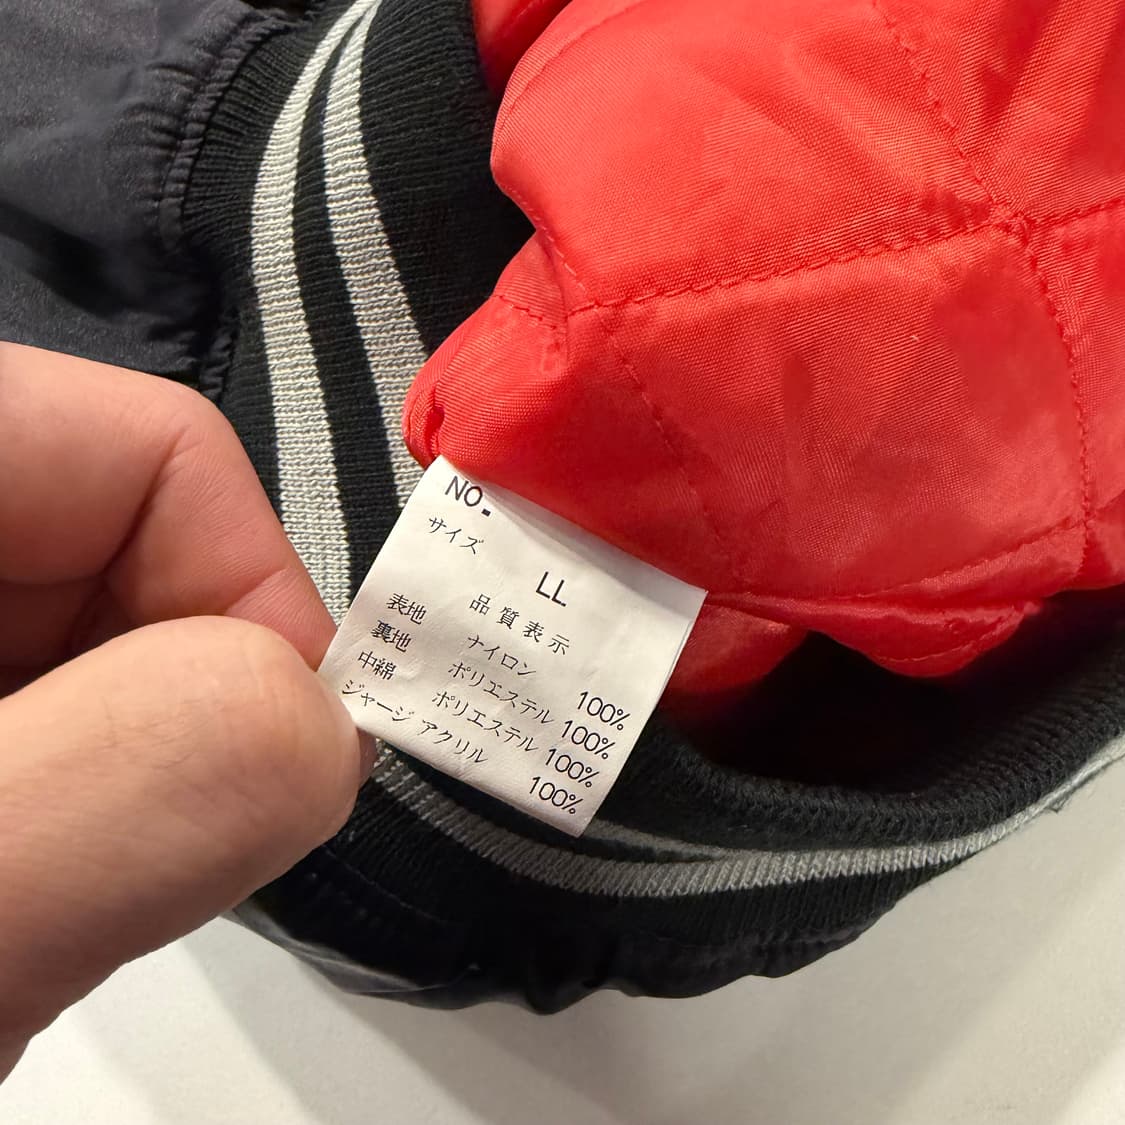 NO.
サイズ
LL
品質表示
表地 ナイロン 100%
裏地 ポリエステル 100%
中綿 ポリエステル 100%
ジャージ アクリル 100%